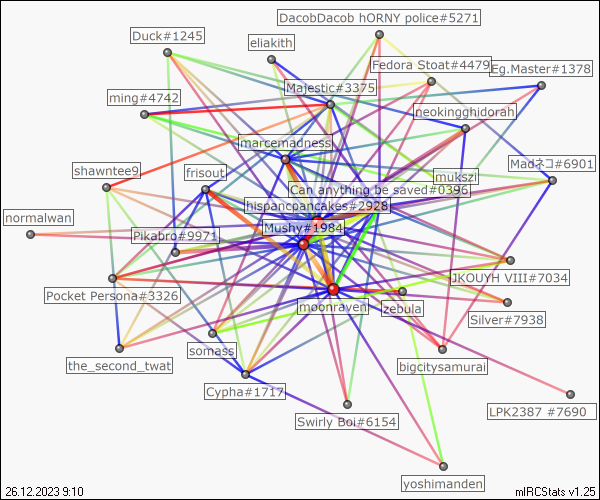 DacobDacob hORNY police#5271
Duck#1245
eliakith
Fedora Stoat#4479
Eg.Master#1378
Majestic#3375
ming#4742
neokingghidorah
marcemadness
Madネコ#6901
shawntee9
frisout
mukszi
Can anything be saved#0396
hispancoancakes#2928
normalwan
Mushy#1984
Pikabro#9971
JKOUYH VIII#7034
Pocket Persona#3326
moonraven
zebula
Silver#7938
somass
the_second_twat
bigcitysamurai
Cypha#1717
LPK2387 #7690
Swirly Boi#6154
yoshimanden
26.12.2023 9:10
mIRCStats v1.25